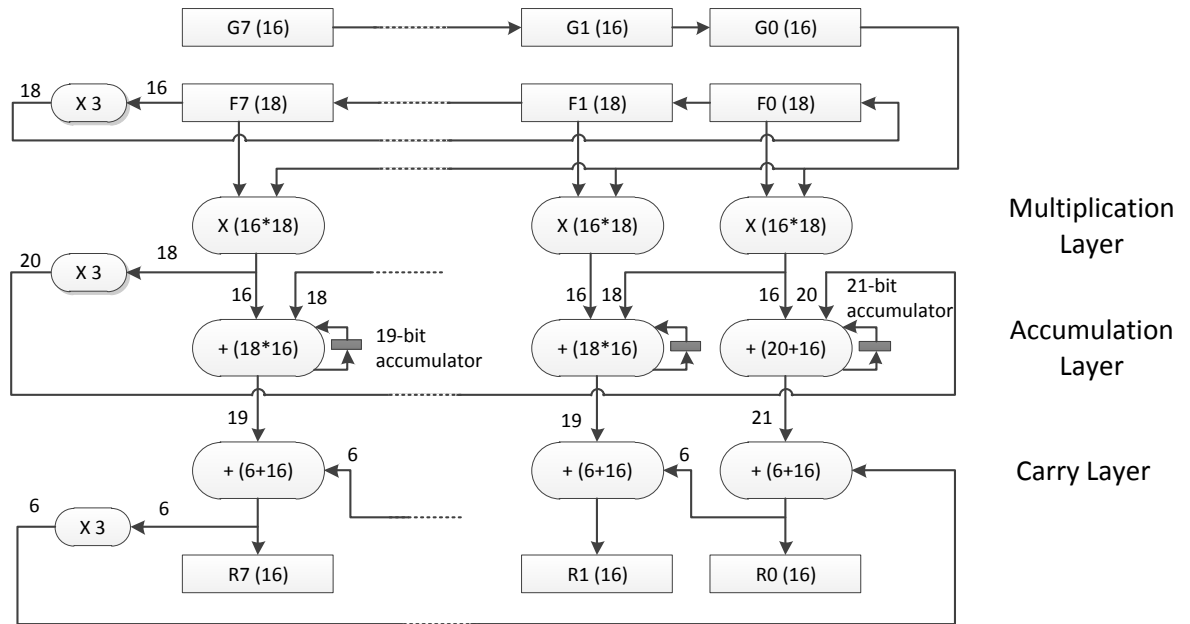 G7 (16)
G1 (16)
G0 (16)
18
X 3
16
F7 (18)
F1 (18)
F0 (18)
X (16*18)
X (16*18)
X (16*18)
Multiplication
Layer
20
X 3
18
16
18
16
18
16
20
21-bit
accumulator
+ (18*16)
19-bit
accumulator
+ (18*16)
+ (20+16)
Accumulation
Layer
19
19
21
+ (6+16)
6
+ (6+16)
6
+ (6+16)
Carry Layer
6
X 3
6
R7 (16)
R1 (16)
R0 (16)